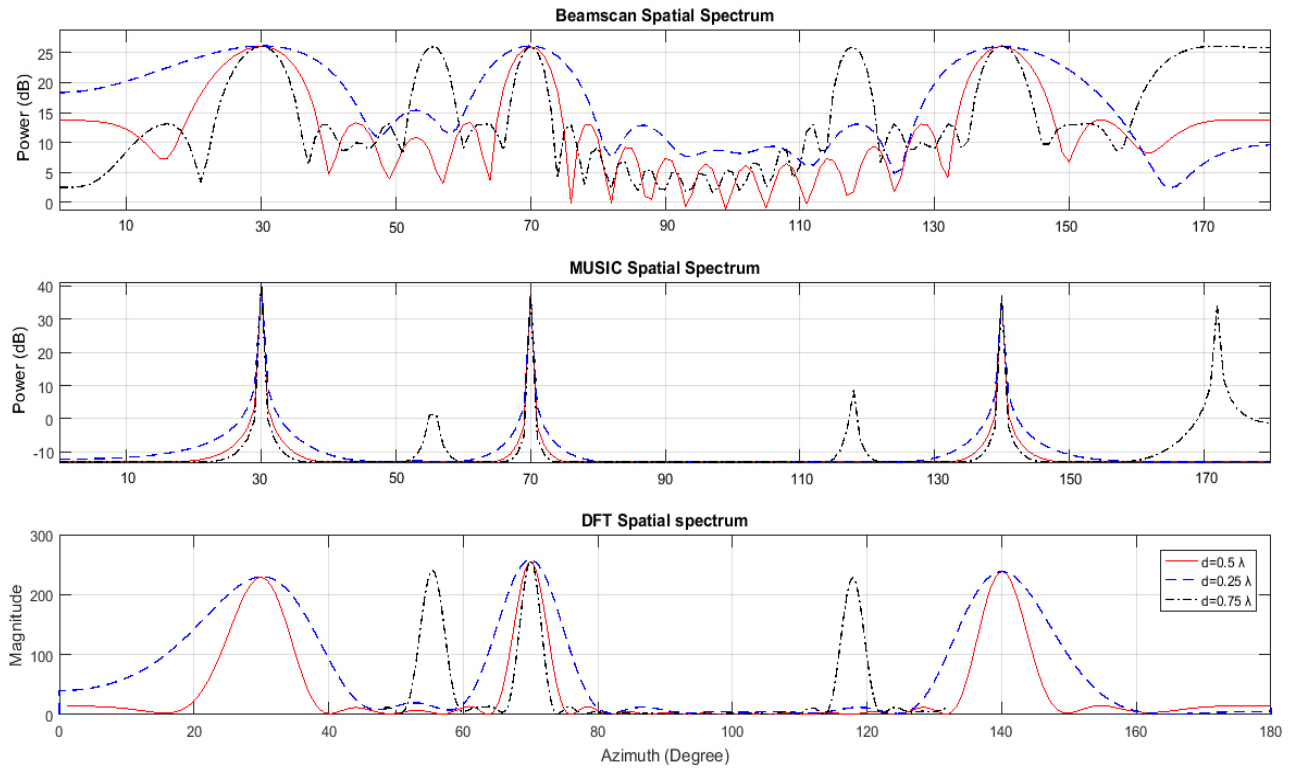 Beamscan Spatial Spectrum
Power (dB)
25
20
15
10
5
0
10 30 50 70 90 110 130 150 170
MUSIC Spatial Spectrum
Power (dB)
40
30
20
10
0
-10
10 30 50 70 90 110 130 150 170
DFT Spatial spectrum
Magnitude
300
200
100
0
d=0.5 λ
d=0.25 λ
d=0.75 λ
0 20 40 60 80 100 120 140 160 180
Azimuth (Degree)